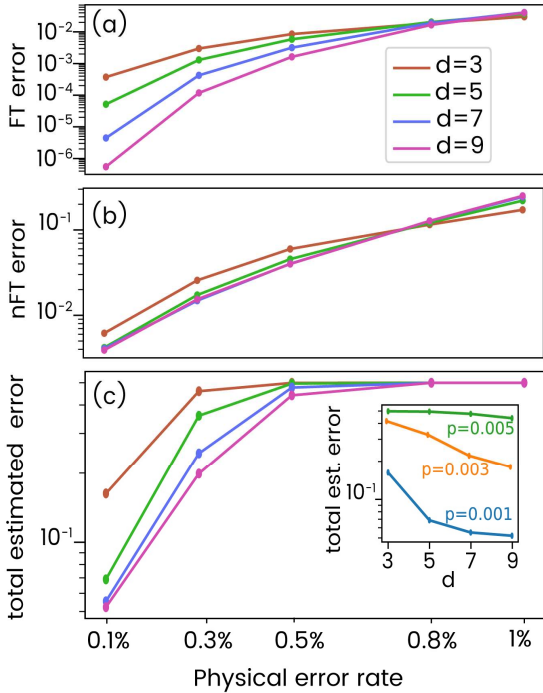 (a)
FT error
10⁻²
10⁻³
10⁻⁴
10⁻⁵
10⁻⁶
d=3
d=5
d=7
d=9
(b)
nFT error
10⁻¹
10⁻²
(c)
total estimated error
10⁻¹
total est. error
10⁻¹
p=0.005
p=0.003
p=0.001
3 5 7 9
d
0.1% 0.3% 0.5% 0.8% 1%
Physical error rate